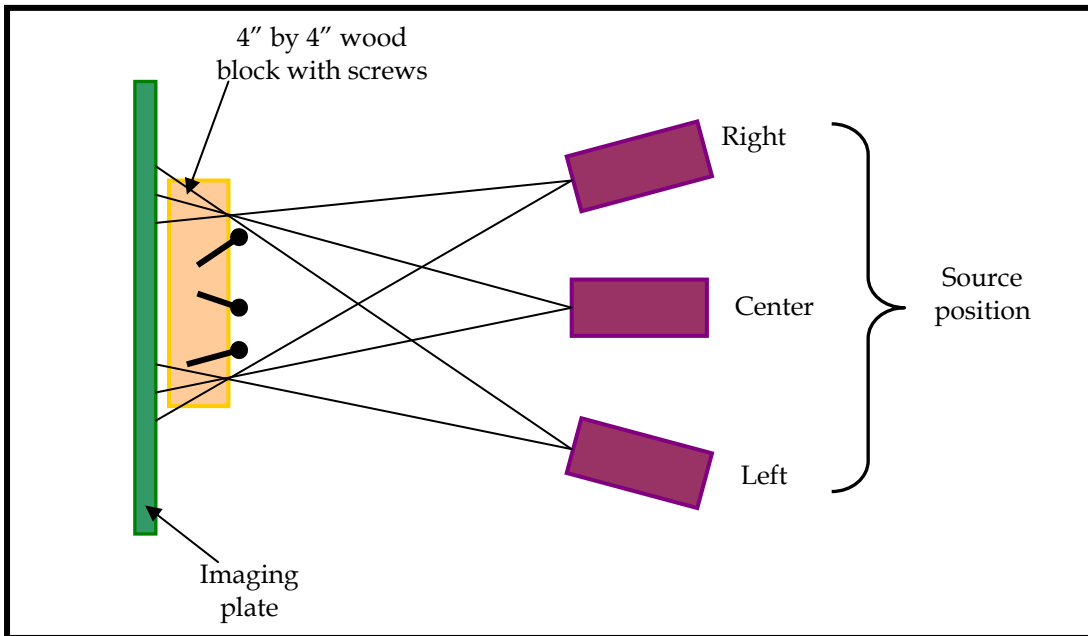 4” by 4” wood
block with screws
Right
Center
Source
position
Left
Imaging
plate